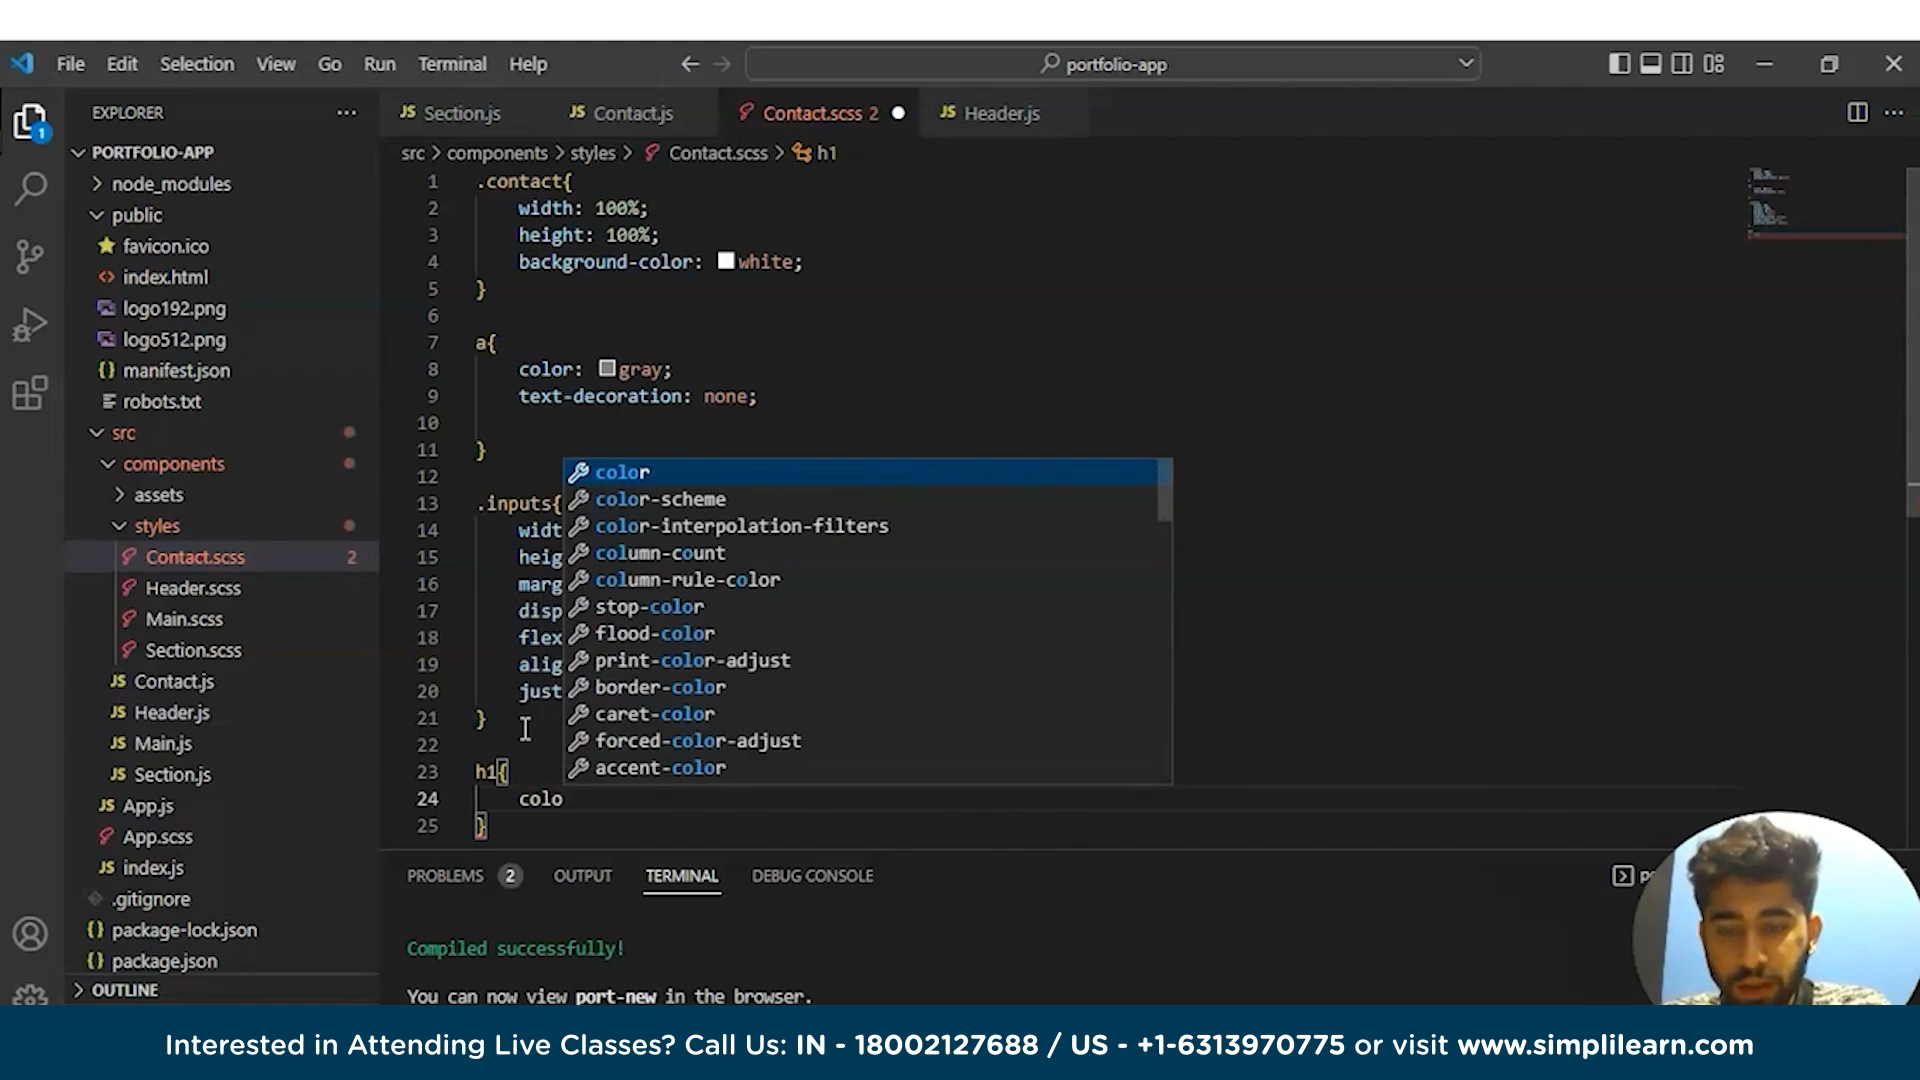 File Edit Selection View Go Run Terminal Help
portfolio-app
EXPLORER
Section.js Contact.js Contact.scss 2 Header.js
PORTFOLIO-APP
src > components > styles > Contact.scss > h1
node_modules
public
favicon.ico
index.html
logo192.png
logo512.png
manifest.json
robots.txt
src
components
assets
styles
Contact.scss 2
Header.scss
Main.scss
Section.scss
Contact.js
Header.js
Main.js
Section.js
App.js
App.scss
index.js
.gitignore
package-lock.json
package.json
OUTLINE
1
1 .contact{
2 width: 100%;
3 height: 100%;
4 background-color: white;
5 }
6
7 a{
8 color: gray;
9 text-decoration: none;
10
11 }
12
13 .inputs{
14 widt
15 heig
16 marg
17 disp
18 flex
19 alig
20 just
21 }
22
23 h1{
24 colo
25 }
color
color-scheme
color-interpolation-filters
column-count
column-rule-color
stop-color
flood-color
print-color-adjust
border-color
caret-color
forced-color-adjust
accent-color
PROBLEMS 2 OUTPUT TERMINAL DEBUG CONSOLE
Compiled successfully!
You can now view port-new in the browser.
Interested in Attending Live Classes? Call Us: IN - 18002127688 / US - +1-6313970775 or visit www.simplilearn.com